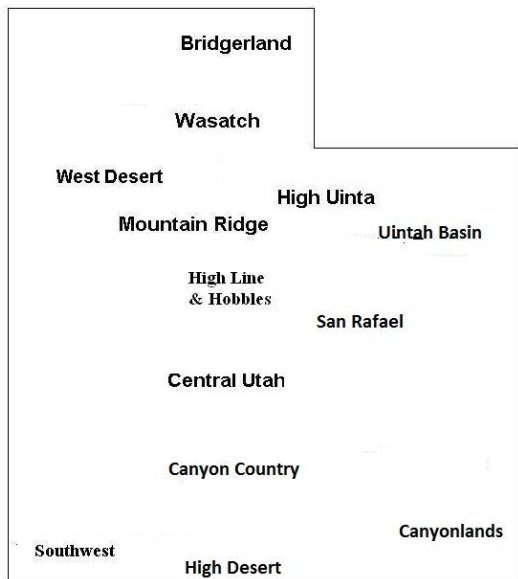 Bridgerland
Wasatch
West Desert
High Uinta
Mountain Ridge
Uintah Basin
High Line
& Hobbles
San Rafael
Central Utah
Canyon Country
Canyonlands
Southwest
High Desert